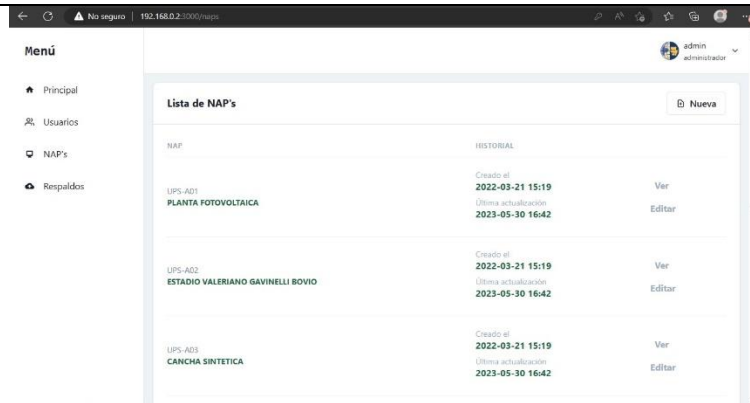 No seguro | 192.168.0.2:3000/naps
Menú
admin
administrador
Principal
Usuarios
NAP's
Respaldos
Lista de NAP's
Nueva
NAP
HISTORIAL
UPS-A01
PLANTA FOTOVOLTAICA
Creado el
2022-03-21 15:19
Última actualización
2023-05-30 16:42
Ver
Editar
UPS-A02
ESTADIO VALERIANO GAVINELLI BOVIO
Creado el
2022-03-21 15:19
Última actualización
2023-05-30 16:42
Ver
Editar
UPS-A03
CANCHA SINTETICA
Creado el
2022-03-21 15:19
Última actualización
2023-05-30 16:42
Ver
Editar